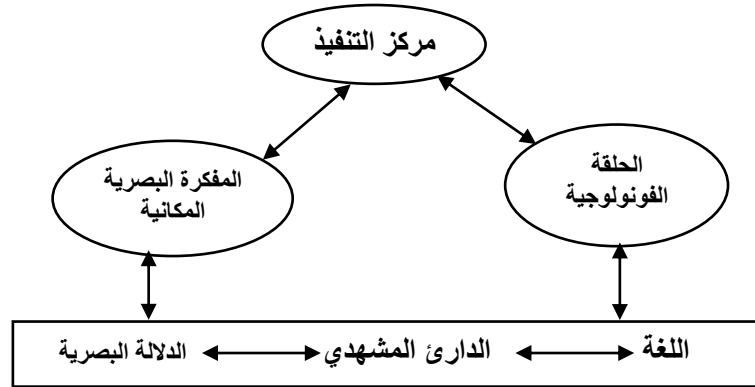 مركز التنفيذ
الحلقة
الفونولوجية
المفكرة البصرية
المكانية
اللغة
الدارئ المشهدي
الدلالة البصرية